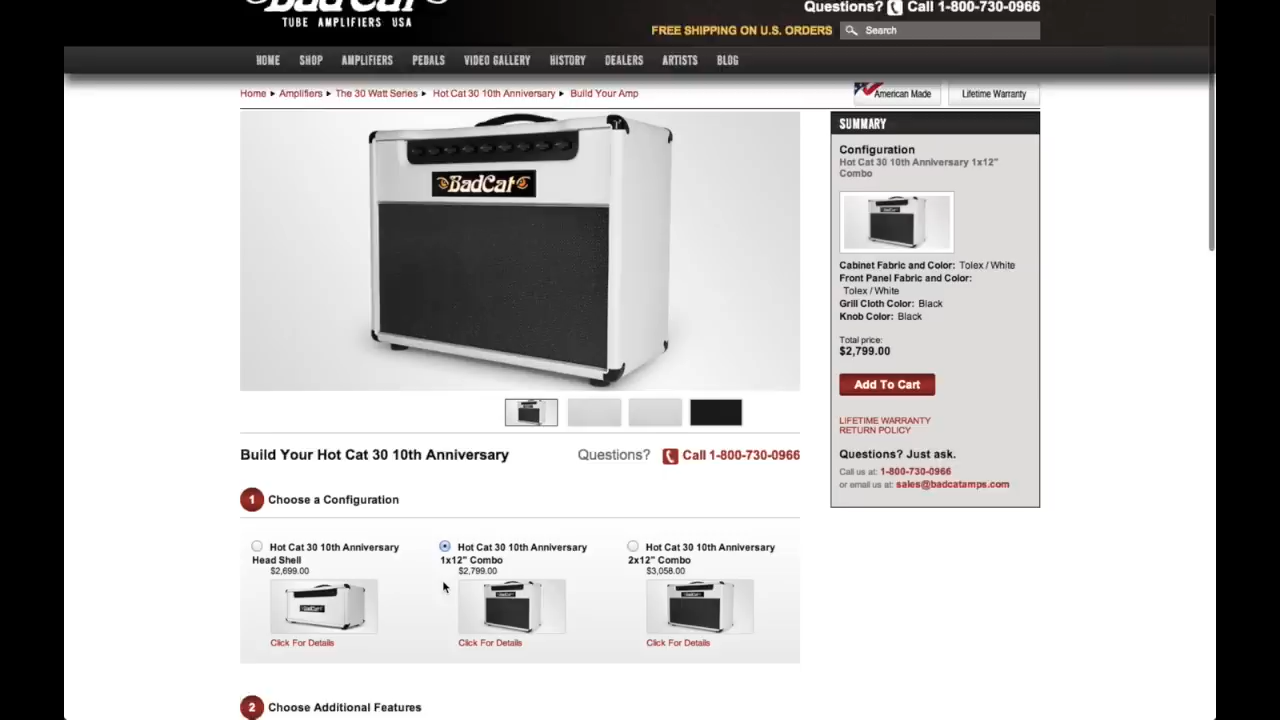 BadCat
TUBE AMPLIFIERS USA
Questions? Call 1-800-730-0966
FREE SHIPPING ON U.S. ORDERS
Search
HOME SHOP AMPLIFIERS PEDALS VIDEO GALLERY HISTORY DEALERS ARTISTS BLOG
Home ▸ Amplifiers ▸ The 30 Watt Series ▸ Hot Cat 30 10th Anniversary ▸ Build Your Amp
American Made
Lifetime Warranty
BadCat
SUMMARY
Configuration
Hot Cat 30 10th Anniversary 1x12"
Combo
Cabinet Fabric and Color: Tolex / White
Front Panel Fabric and Color:
Tolex / White
Grill Cloth Color: Black
Knob Color: Black
Total price:
$2,799.00
Add To Cart
LIFETIME WARRANTY
RETURN POLICY
Questions? Just ask.
Call us at: 1-800-730-0966
or email us at: sales@badcatamps.com
Build Your Hot Cat 30 10th Anniversary
Questions? Call 1-800-730-0966
1 Choose a Configuration
Hot Cat 30 10th Anniversary
Head Shell
$2,699.00
BadCat
Click For Details
Hot Cat 30 10th Anniversary
1x12" Combo
$2,799.00
Click For Details
Hot Cat 30 10th Anniversary
2x12" Combo
$3,058.00
Click For Details
2 Choose Additional Features